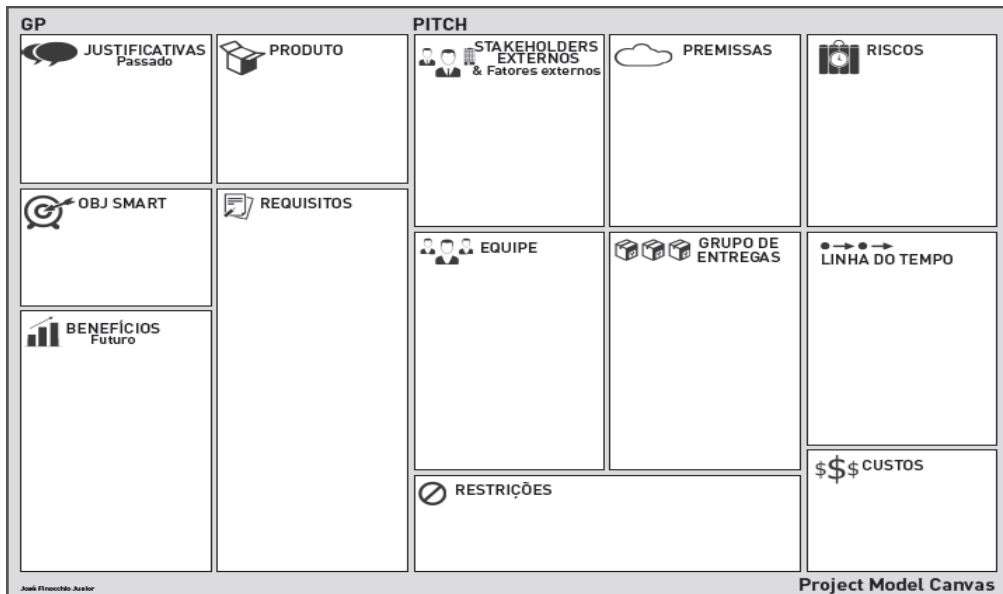 GP
PITCH
JUSTIFICATIVAS
Passado
PRODUTO
STAKEHOLDERS
EXTERNOS
& Fatores externos
PREMISSAS
RISCOS
OBJ SMART
REQUISITOS
EQUIPE
GRUPO DE
ENTREGAS
LINHA DO TEMPO
BENEFÍCIOS
Futuro
RESTRIÇÕES
$$$ CUSTOS
José Finocchio Junior
Project Model Canvas